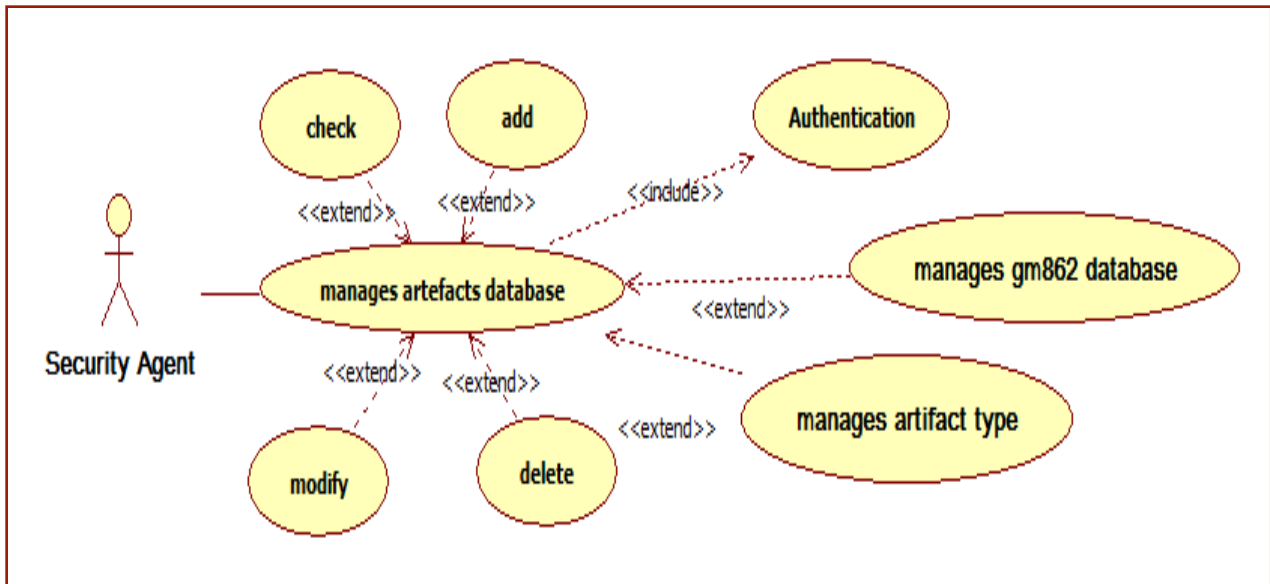 check
add
Authentication
<<extend>>
<<extend>>
<<include>>
manages gm862 database
manages artefacts database
<<extend>>
Security Agent
<<extend>>
<<extend>>
manages artifact type
<<extend>>
modify
delete